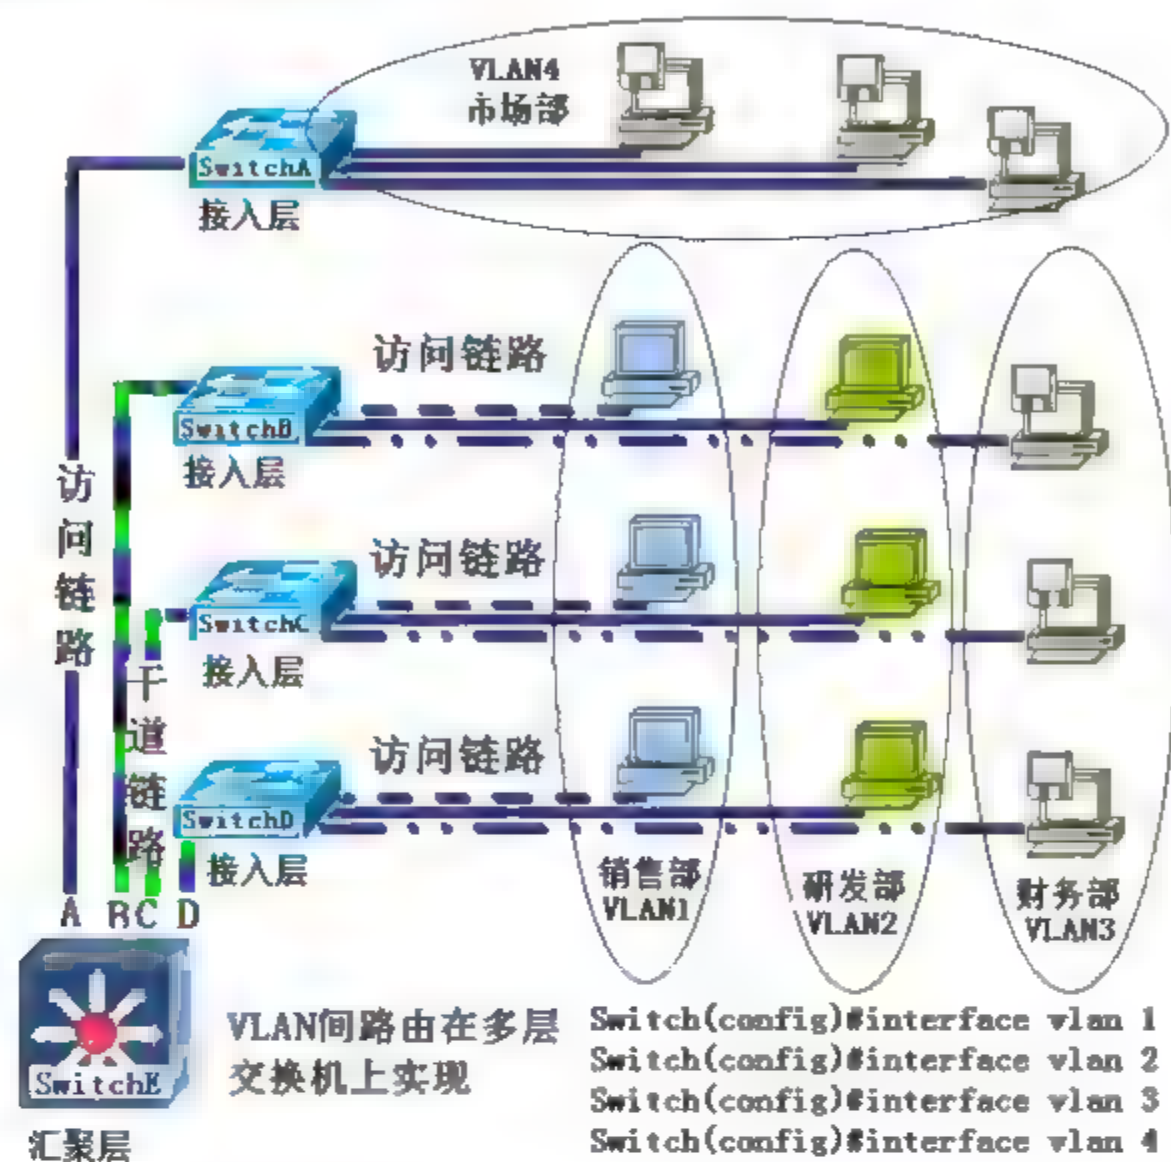 VLAN4
市场部
SwitchA
接入层
访问链路
SwitchB
接入层
访问链路
访问链路
SwitchC
接入层
干道链路
访问链路
SwitchD
接入层
销售部
VLAN1
研发部
VLAN2
财务部
VLAN3
A B C D
SwitchE
汇聚层
VLAN间路由在多层
交换机上实现
Switch(config)#interface vlan 1
Switch(config)#interface vlan 2
Switch(config)#interface vlan 3
Switch(config)#interface vlan 4